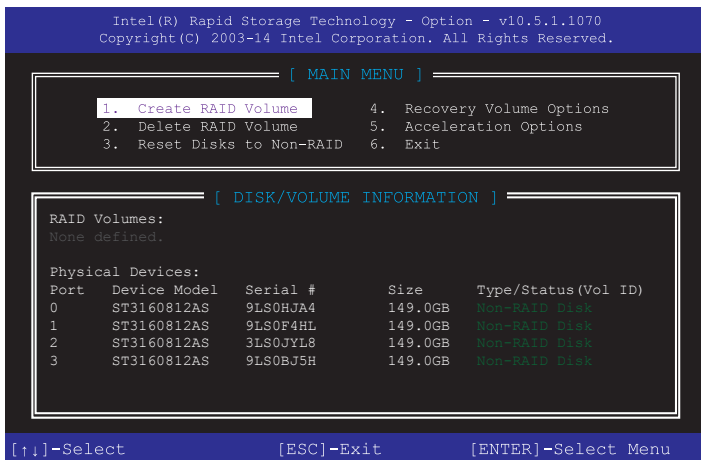 Intel(R) Rapid Storage Technology - Option - v10.5.1.1070
Copyright(C) 2003-14 Intel Corporation. All Rights Reserved.
[ MAIN MENU ]
1. Create RAID Volume 4. Recovery Volume Options
2. Delete RAID Volume 5. Acceleration Options
3. Reset Disks to Non-RAID 6. Exit
[ DISK/VOLUME INFORMATION ]
RAID Volumes:
None defined.
Physical Devices:
Port Device Model Serial # Size Type/Status(Vol ID)
0 ST3160812AS 9LS0HJA4 149.0GB Non-RAID Disk
1 ST3160812AS 9LS0F4HL 149.0GB Non-RAID Disk
2 ST3160812AS 3LS0JYL8 149.0GB Non-RAID Disk
3 ST3160812AS 9LS0BJ5H 149.0GB Non-RAID Disk
[↑↓]-Select [ESC]-Exit [ENTER]-Select Menu